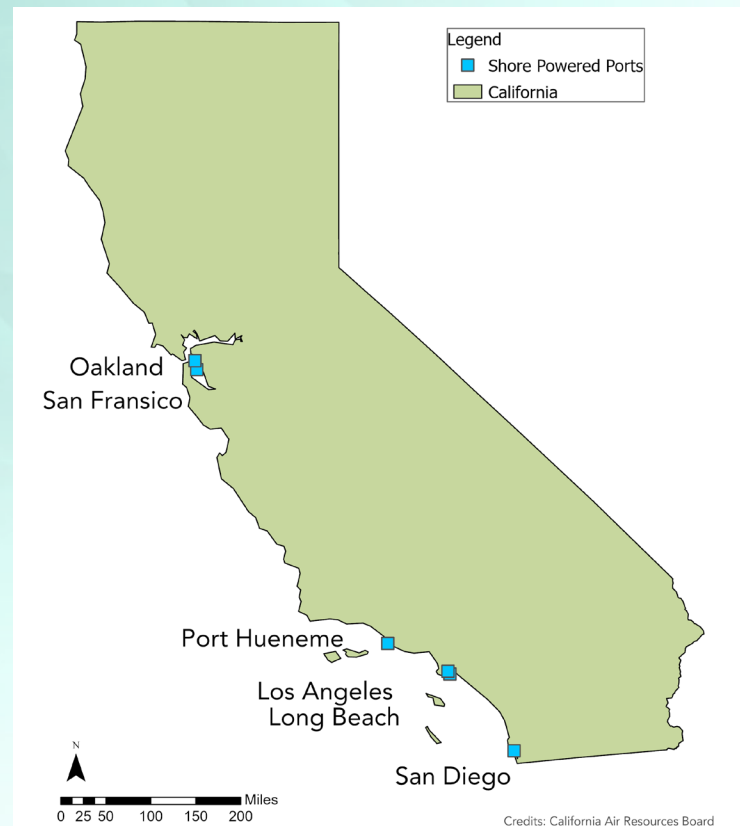 Legend
Shore Powered Ports
California
Oakland
San Fransico
Port Hueneme
Los Angeles
Long Beach
San Diego
N
Miles
0 25 50 100 150 200
Credits: California Air Resources Board